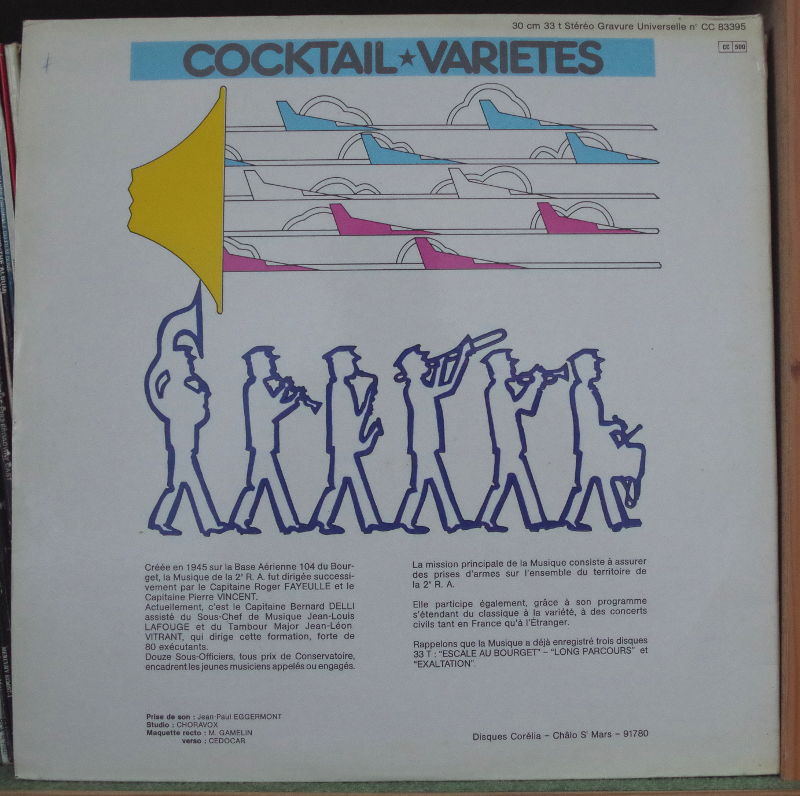 30 cm 33 t Stéréo Gravure Universelle n° CC 83395
CC 500
COCKTAIL★VARIETES
Créée en 1945 sur la Base Aérienne 104 du Bour-
get, la Musique de la 2e R. A. fut dirigée successi-
vement par le Capitaine Roger FAYEULLE et le
Capitaine Pierre VINCENT.
Actuellement, c'est le Capitaine Bernard DELLI
assisté du Sous-Chef de Musique Jean-Louis
LAFOUGE et du Tambour Major Jean-Léon
VITRANT, qui dirige cette formation, forte de
80 exécutants.
Douze Sous-Officiers, tous prix de Conservatoire,
encadrent les jeunes musiciens appelés ou engagés.
La mission principale de la Musique consiste à assurer
des prises d'armes sur l'ensemble du territoire de
la 2e R. A.
Elle participe également, grâce à son programme
s'étendant du classique à la variété, à des concerts
civils tant en France qu'à l'Étranger.
Rappelons que la Musique a déjà enregistré trois disques
33 T : "ESCALE AU BOURGET" – "LONG PARCOURS" et
"EXALTATION".
Prise de son : Jean-Paul EGGERMONT
Studio : CHORAVOX
Maquette recto : M. GAMELIN
verso : CEDOCAR
Disques Corélia – Châlo St Mars – 91780